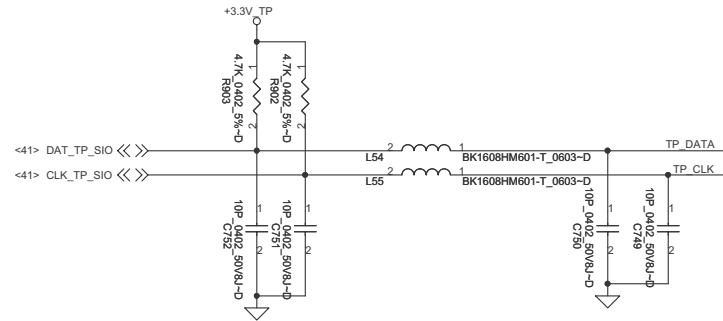 +3.3V_TP
4.7K_0402_5%~D
R903
1
2
4.7K_0402_5%~D
R902
1
2
<41> DAT_TP_SIO
2
L54
1
BK1608HM601-T_0603~D
TP_DATA
<41> CLK_TP_SIO
2
L55
1
BK1608HM601-T_0603~D
TP_CLK
10P_0402_50V8J~D
C752
1
2
10P_0402_50V8J~D
C751
1
2
10P_0402_50V8J~D
C750
1
2
10P_0402_50V8J~D
C749
1
2